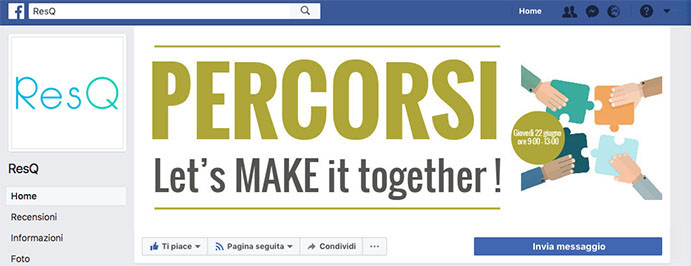 ResQ
Home
ResQ
PERCORSI
Let's MAKE it together !
Giovedì 22 giugno
ore 9:00 - 13:00
ResQ
Home
Recensioni
Informazioni
Foto
Ti piace
Pagina seguita
Condividi
Invia messaggio